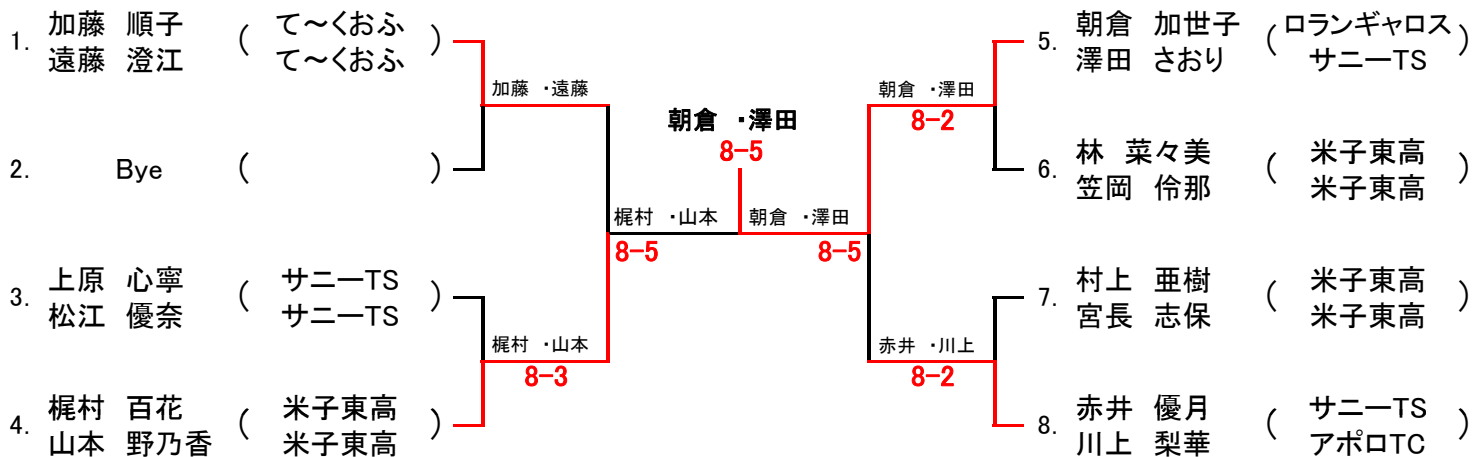 1. 加藤 順子 ( て～くおふ )
遠藤 澄江 て～くおふ
加藤 ・遠藤
2. Bye ( )
3. 上原 心寧 ( サニーTS )
松江 優奈 サニーTS
梶村 ・山本
8-3
4. 梶村 百花 ( 米子東高 )
山本 野乃香 米子東高
梶村 ・山本
8-5
朝倉 ・澤田
8-5
朝倉 ・澤田
8-5
5. 朝倉 加世子 ( ロランギャロス )
澤田 さおり サニーTS
朝倉 ・澤田
8-2
6. 林 菜々美 ( 米子東高 )
笠岡 伶那 米子東高
7. 村上 亜樹 ( 米子東高 )
宮長 志保 米子東高
赤井 ・川上
8-2
8. 赤井 優月 ( サニーTS )
川上 梨華 アポロTC